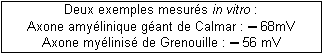 Deux exemples mesurés in vitro :
Axone amyélinique géant de Calmar : — 68mV
Axone myélinisé de Grenouille : — 56 mV